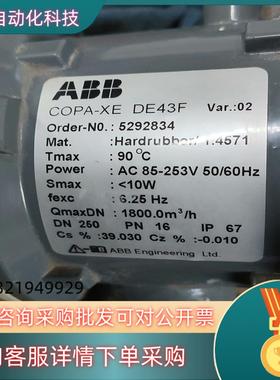 自动化科技
ABB
COPA-XE DE43F Var.:02
Order-N0.: 5292834
Mat. :Hardrubber/ 1.4571
Tmax : 90°C
Power : AC 85-253V 50/60Hz
Smax : <10W
fexc : 6.25 Hz
QmaxDN : 1800.0m³/h
DN 250 PN 16 IP 67
Cs % :39.030 Cz % :-0.010
ABB Engineering Ltd.
321949929
咨询采购批发可对公开票
客服详情下单采购